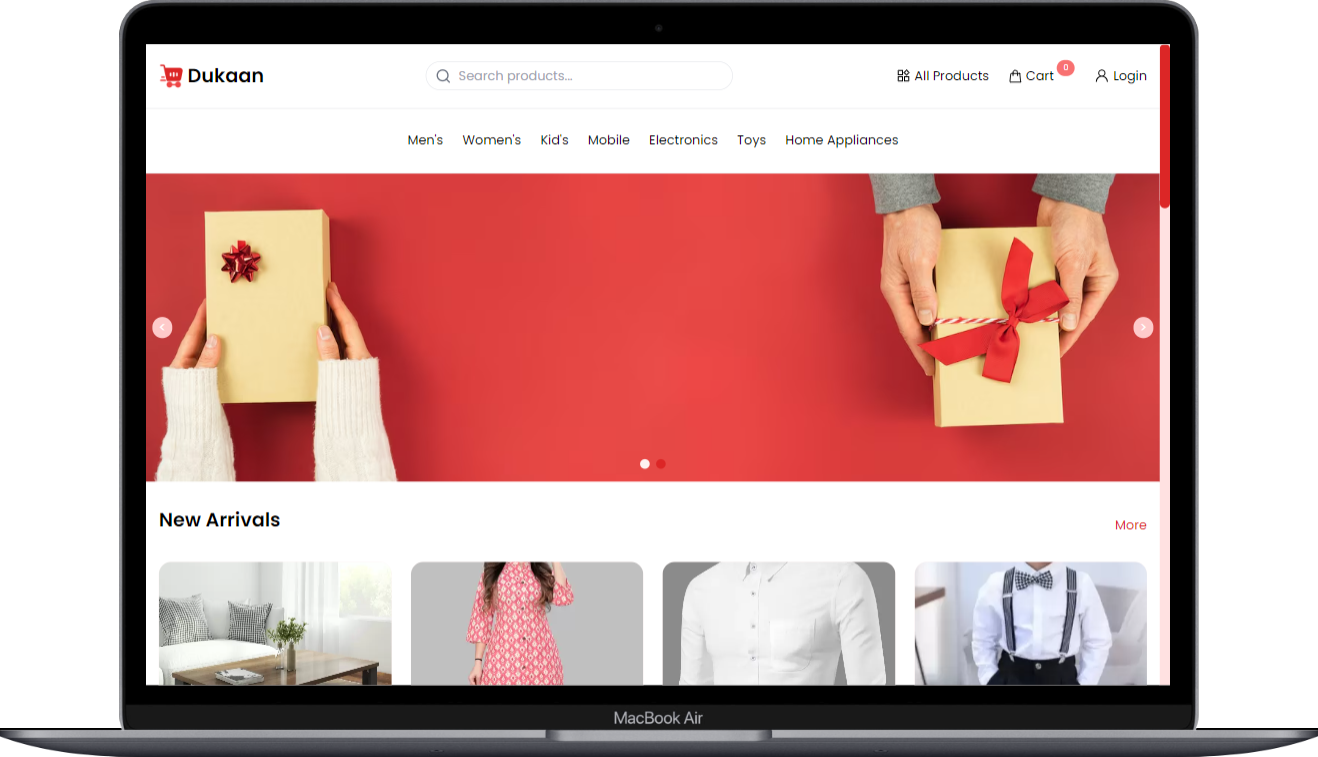 Dukaan
Search products...
All Products
Cart
0
Login
Men's Women's Kid's Mobile Electronics Toys Home Appliances
New Arrivals
More
MacBook Air